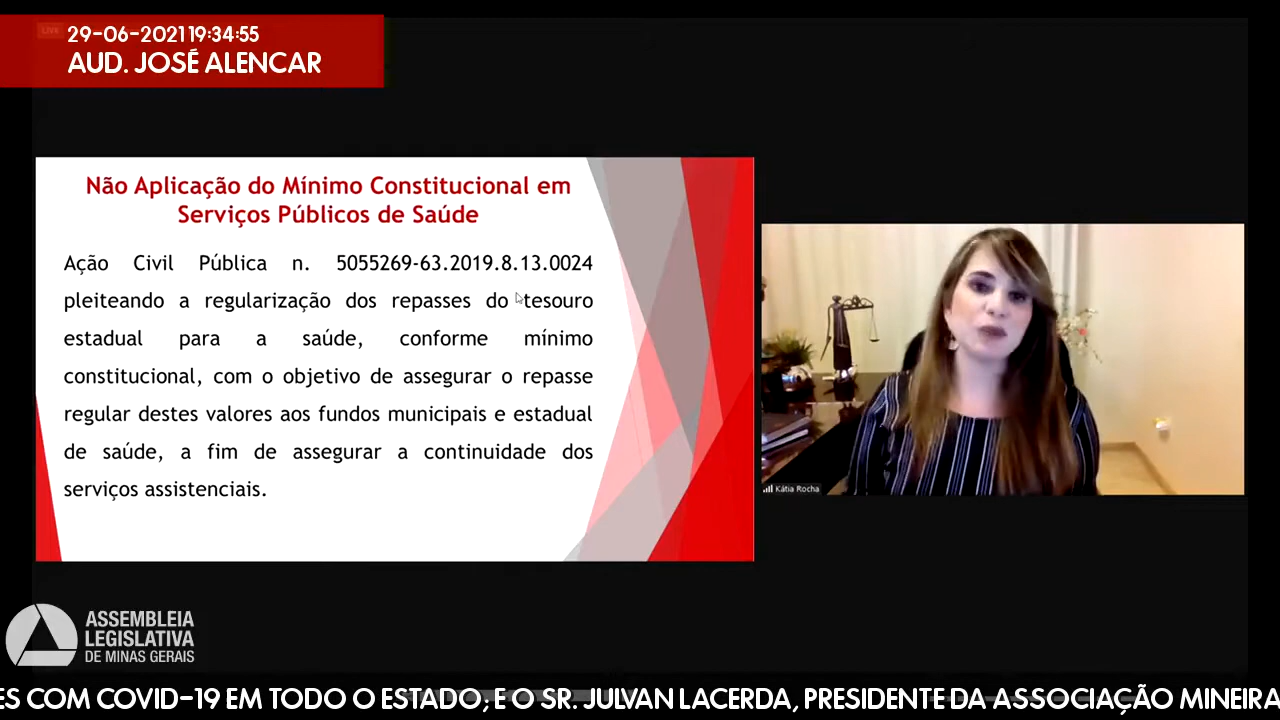 LIVE
29-06-2021 19:34:55
AUD. JOSÉ ALENCAR
Não Aplicação do Mínimo Constitucional em
Serviços Públicos de Saúde
Ação Civil Pública n. 5055269-63.2019.8.13.0024
pleiteando a regularização dos repasses do tesouro
estadual para a saúde, conforme mínimo
constitucional, com o objetivo de assegurar o repasse
regular destes valores aos fundos municipais e estadual
de saúde, a fim de assegurar a continuidade dos
serviços assistenciais.
Kátia Rocha
ASSEMBLEIA
LEGISLATIVA
DE MINAS GERAIS
ES COM COVID-19 EM TODO O ESTADO; E O SR. JULVAN LACERDA, PRESIDENTE DA ASSOCIAÇÃO MINEIRA